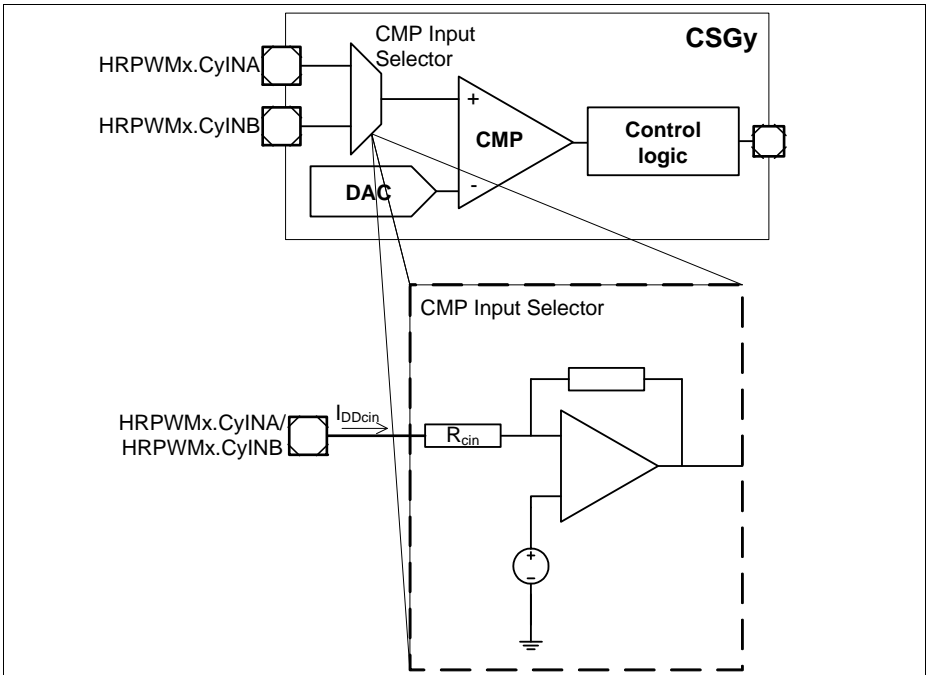 CMP Input
Selector
CSGy
HRPWMx.CyINA
HRPWMx.CyINB
+
CMP
-
Control
logic
DAC
CMP Input Selector
HRPWMx.CyINA/
HRPWMx.CyINB
IDDcin
Rcin
+
-